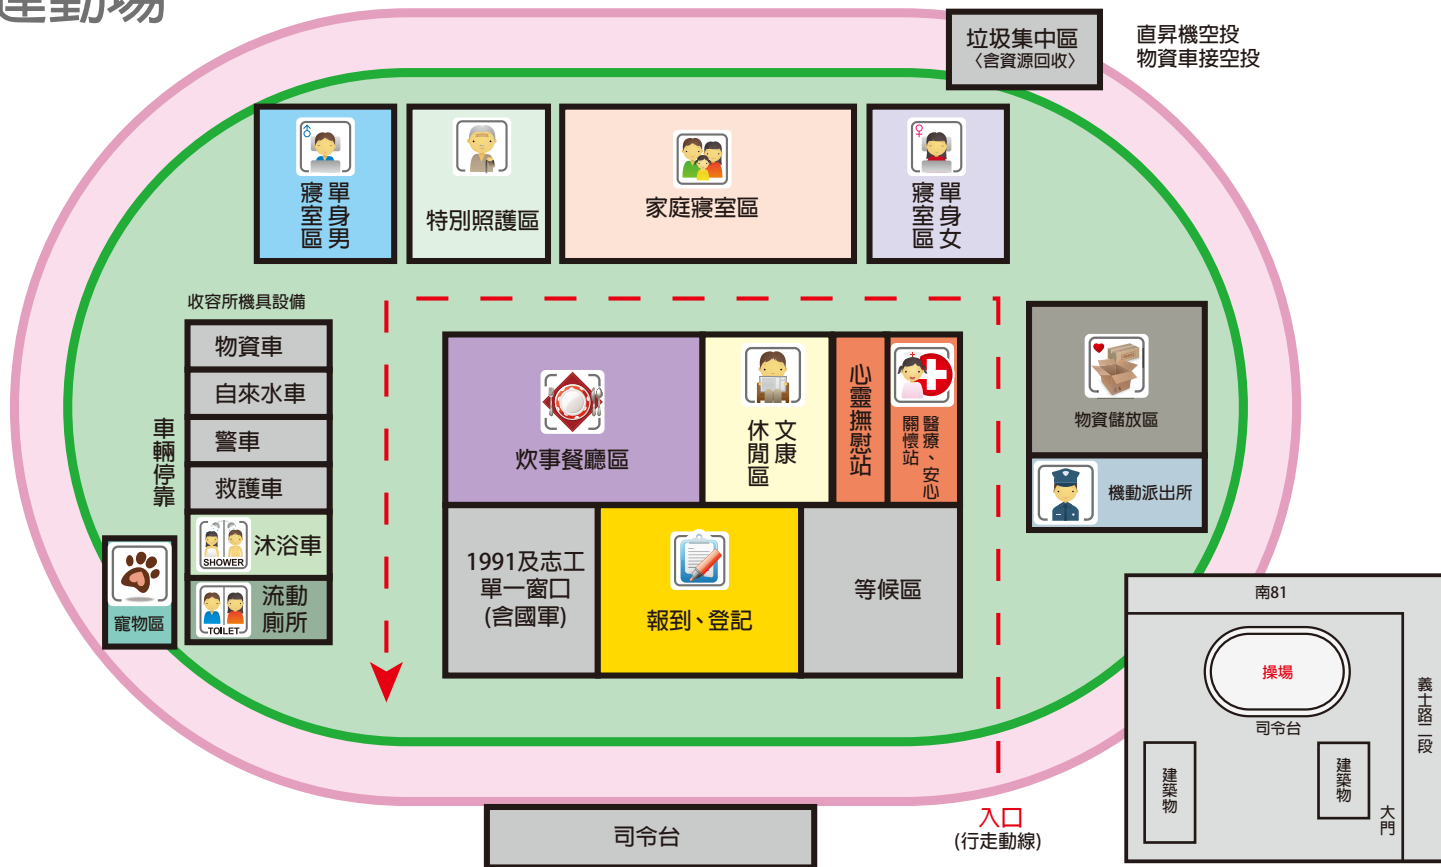 運動場
垃圾集中區
〈含資源回收〉
直昇機空投
物資車接空投
單身男
寢室區
特別照護區
家庭寢室區
單身女
寢室區
收容所機具設備
物資車
自來水車
警車
救護車
SHOWER
沐浴車
TOILET
流動
廁所
車輛停靠
寵物區
炊事餐廳區
文康
休閒區
心靈撫慰站
醫療、安心
關懷站
1991及志工
單一窗口
(含國軍)
報到、登記
等候區
物資儲放區
機動派出所
司令台
入口
(行走動線)
南81
操場
司令台
義士路二段
建築物
建築物
大門